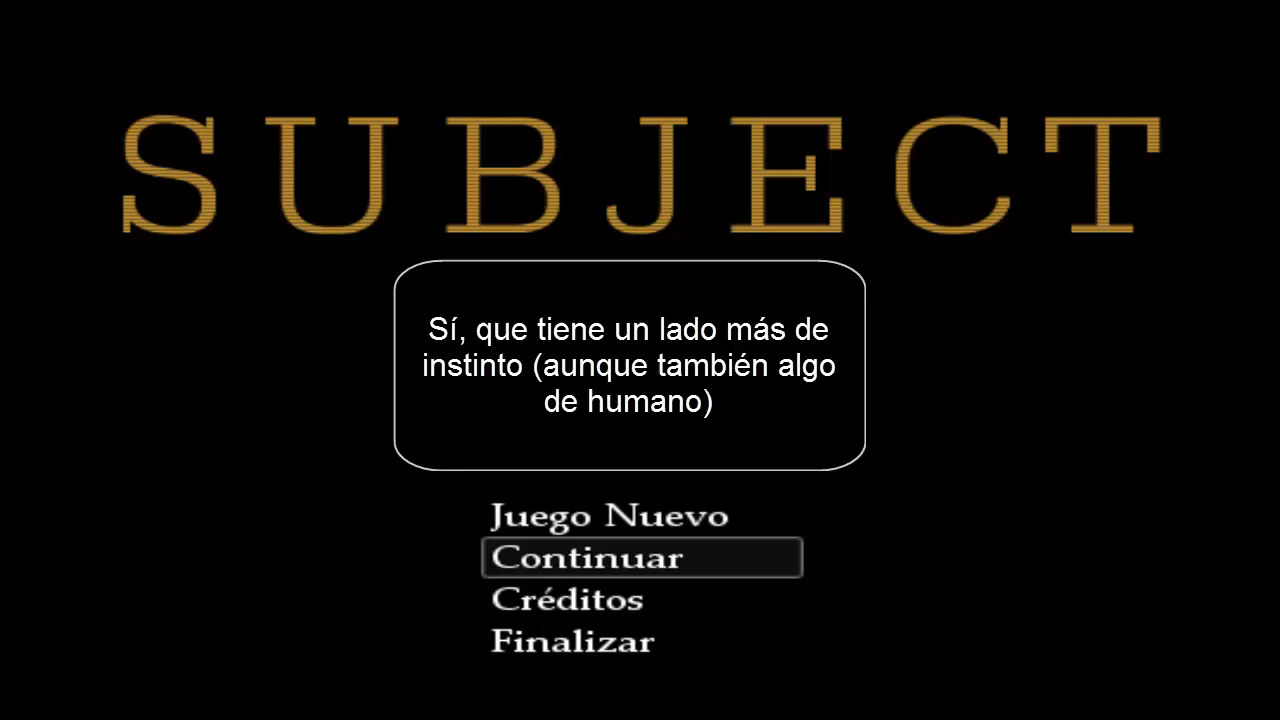 SUBJECT
Sí, que tiene un lado más de
instinto (aunque también algo
de humano)
Juego Nuevo
Continuar
Créditos
Finalizar